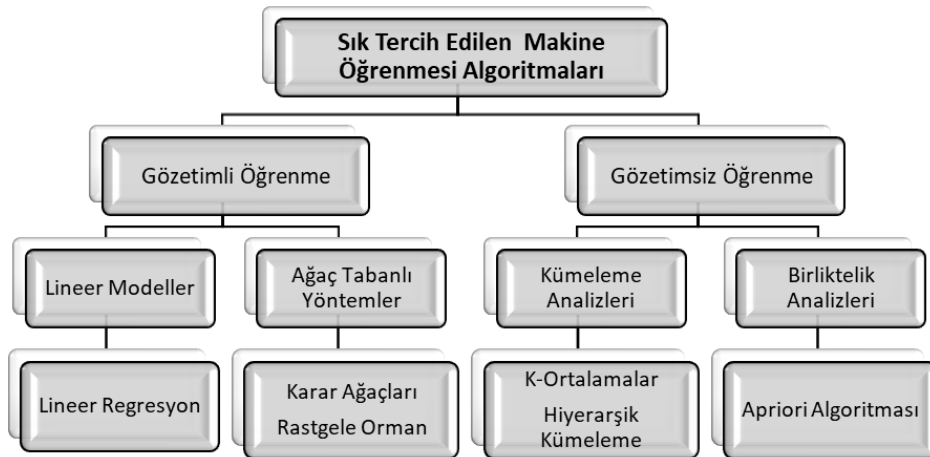 Sık Tercih Edilen Makine
Öğrenmesi Algoritmaları
Gözetimli Öğrenme
Gözetimsiz Öğrenme
Lineer Modeller
Ağaç Tabanlı
Yöntemler
Kümeleme
Analizleri
Birliktelik
Analizleri
Lineer Regresyon
Karar Ağaçları
Rastgele Orman
K-Ortalamalar
Hiyerarşik
Kümeleme
Apriori Algoritması